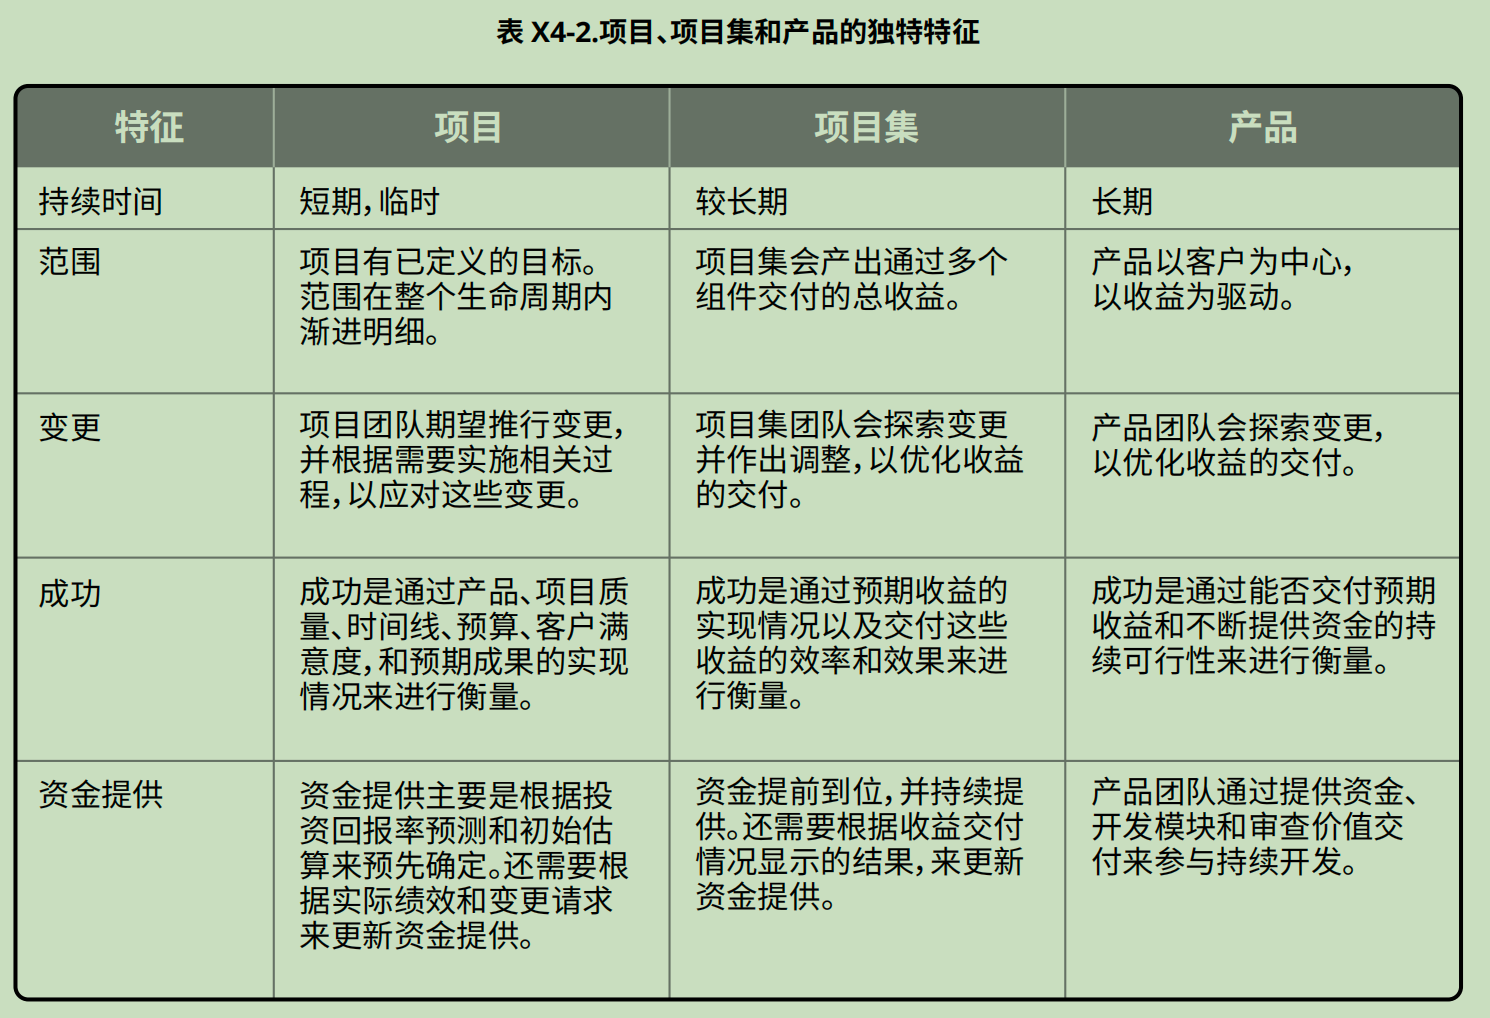 表 X4-2.项目、项目集和产品的独特特征
特征
项目
项目集
产品
持续时间
短期，临时
较长期
长期
范围
项目有已定义的目标。
范围在整个生命周期内
渐进明细。
项目集会产出通过多个
组件交付的总收益。
产品以客户为中心，
以收益为驱动。
变更
项目团队期望推行变更，
并根据需要实施相关过
程，以应对这些变更。
项目集团队会探索变更
并作出调整，以优化收益
的交付。
产品团队会探索变更，
以优化收益的交付。
成功
成功是通过产品、项目质
量、时间线、预算、客户满
意度，和预期成果的实现
情况来进行衡量。
成功是通过预期收益的
实现情况以及交付这些
收益的效率和效果来进
行衡量。
成功是通过能否交付预期
收益和不断提供资金的持
续可行性来进行衡量。
资金提供
资金提供主要是根据投
资回报率预测和初始估
算来预先确定。还需要根
据实际绩效和变更请求
来更新资金提供。
资金提前到位，并持续提
供。还需要根据收益交付
情况显示的结果，来更新
资金提供。
产品团队通过提供资金、
开发模块和审查价值交
付来参与持续开发。